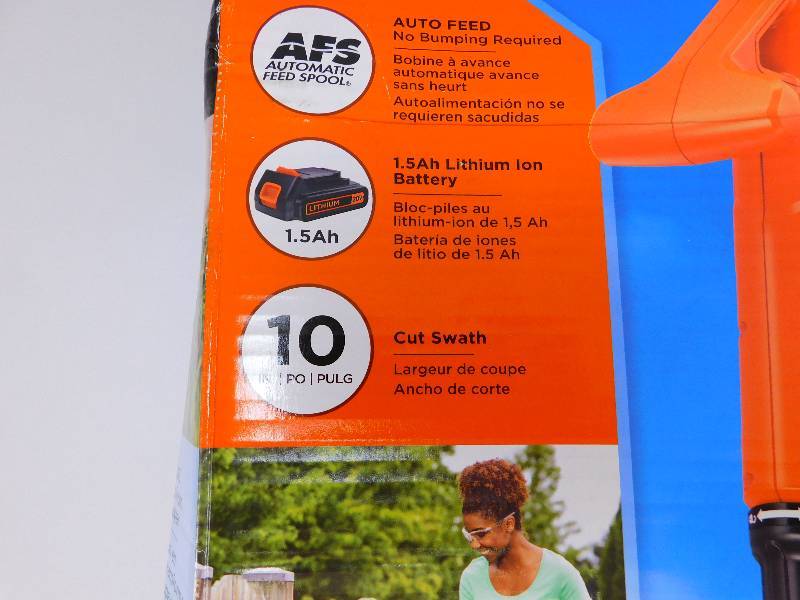 AFS
AUTOMATIC
FEED SPOOL®
AUTO FEED
No Bumping Required
Bobine à avance
automatique avance
sans heurt
Autoalimentación no se
requieren sacudidas
LITHIUM
1.5Ah
1.5Ah Lithium Ion
Battery
Bloc-piles au
lithium-ion de 1,5 Ah
Batería de iones
de litio de 1.5 Ah
10
IN | PO | PULG
Cut Swath
Largeur de coupe
Ancho de corte